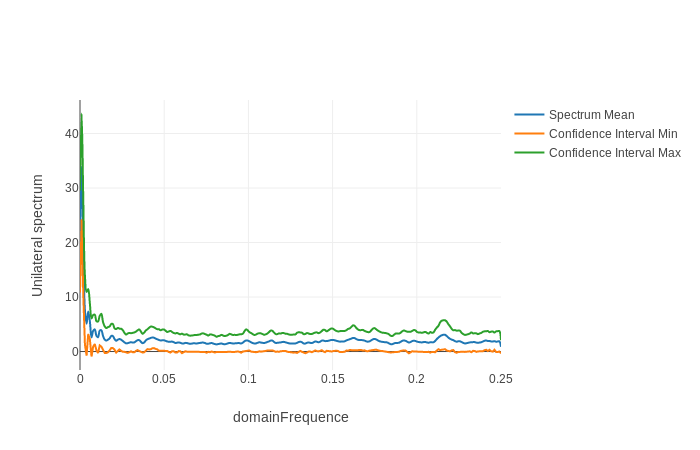 Spectrum Mean
Confidence Interval Min
Confidence Interval Max
Unilateral spectrum
40
30
20
10
0
0 0.05 0.1 0.15 0.2 0.25
domainFrequence